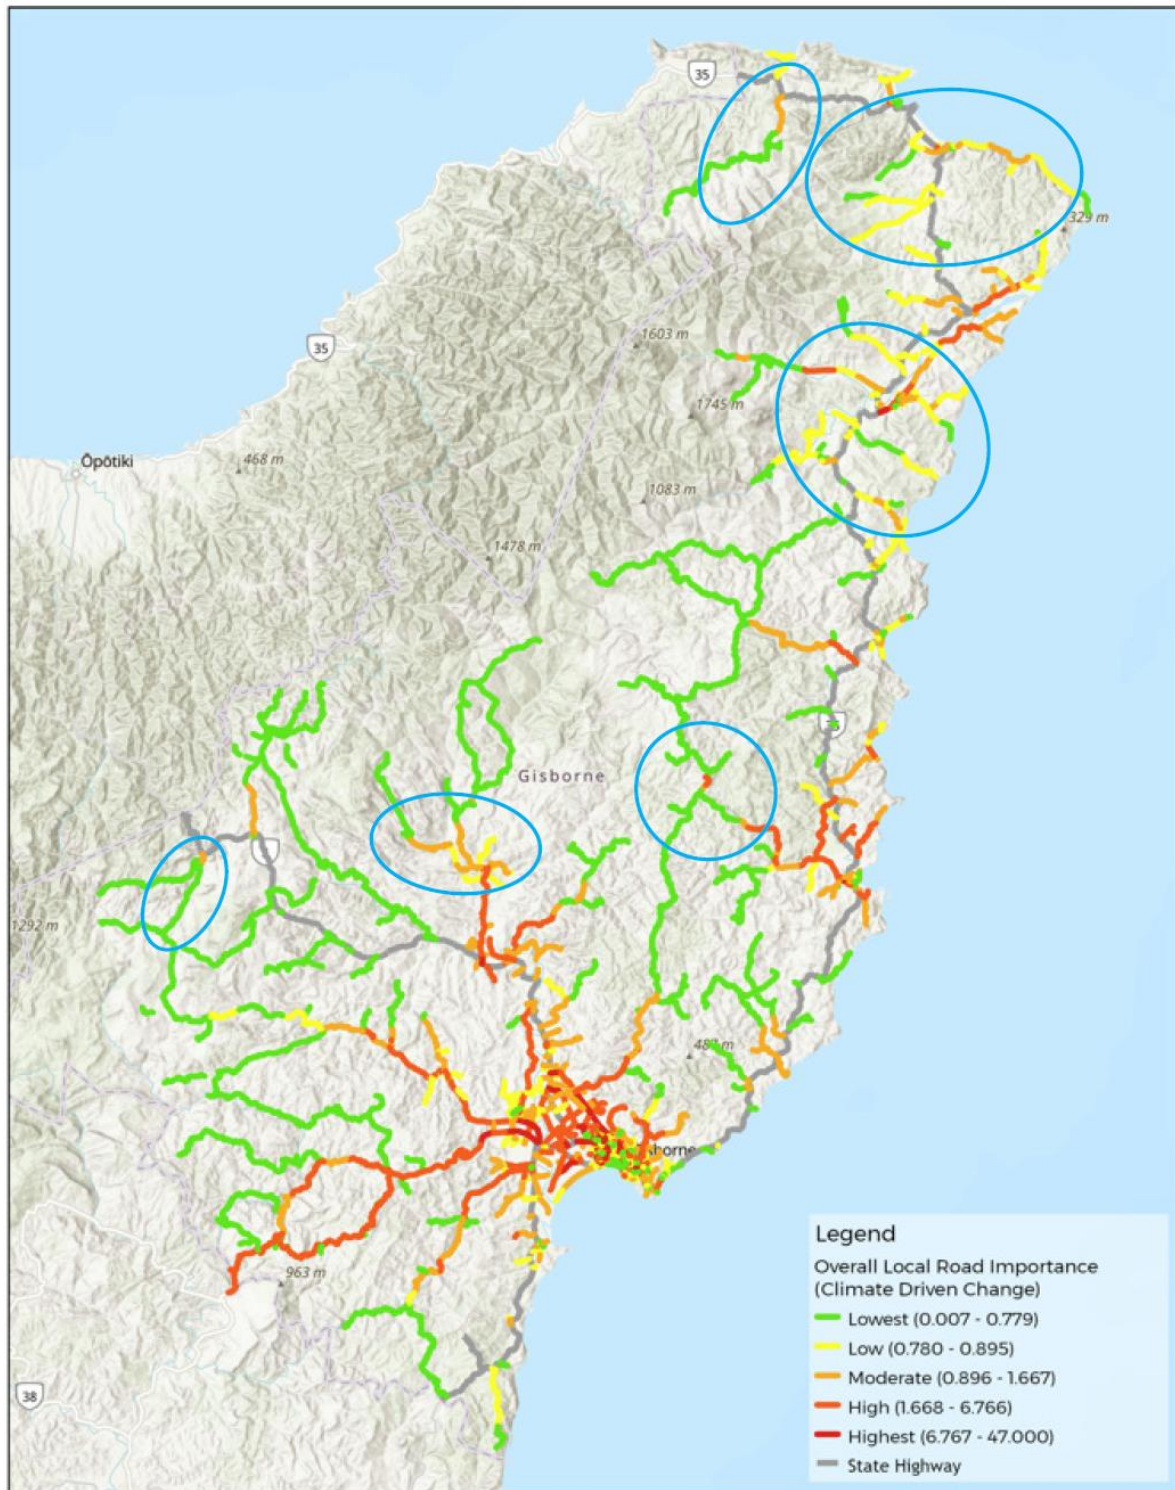 35
329 m
1603 m
35
1745 m
Ōpōtiki
468 m
1083 m
1478 m
Gisborne
1292 m
963 m
38
Legend
Overall Local Road Importance
(Climate Driven Change)
Lowest (0.007 - 0.779)
Low (0.780 - 0.895)
Moderate (0.896 - 1.667)
High (1.668 - 6.766)
Highest (6.767 - 47.000)
State Highway